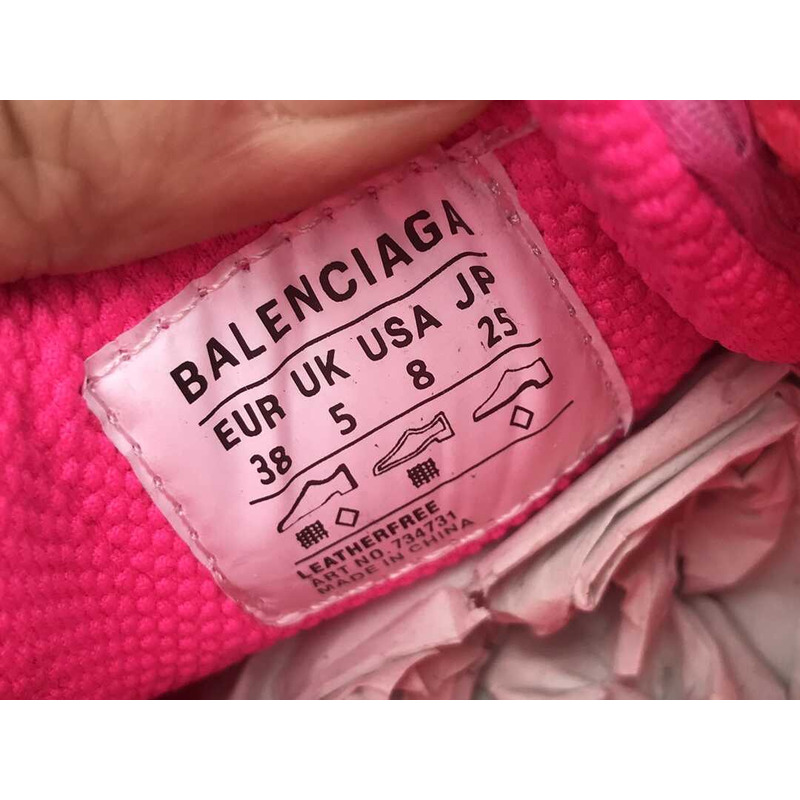 BALENCIAGA
EUR UK USA JP
38 5 8 25
LEATHERFREE
ART NO. 734731
MADE IN CHINA